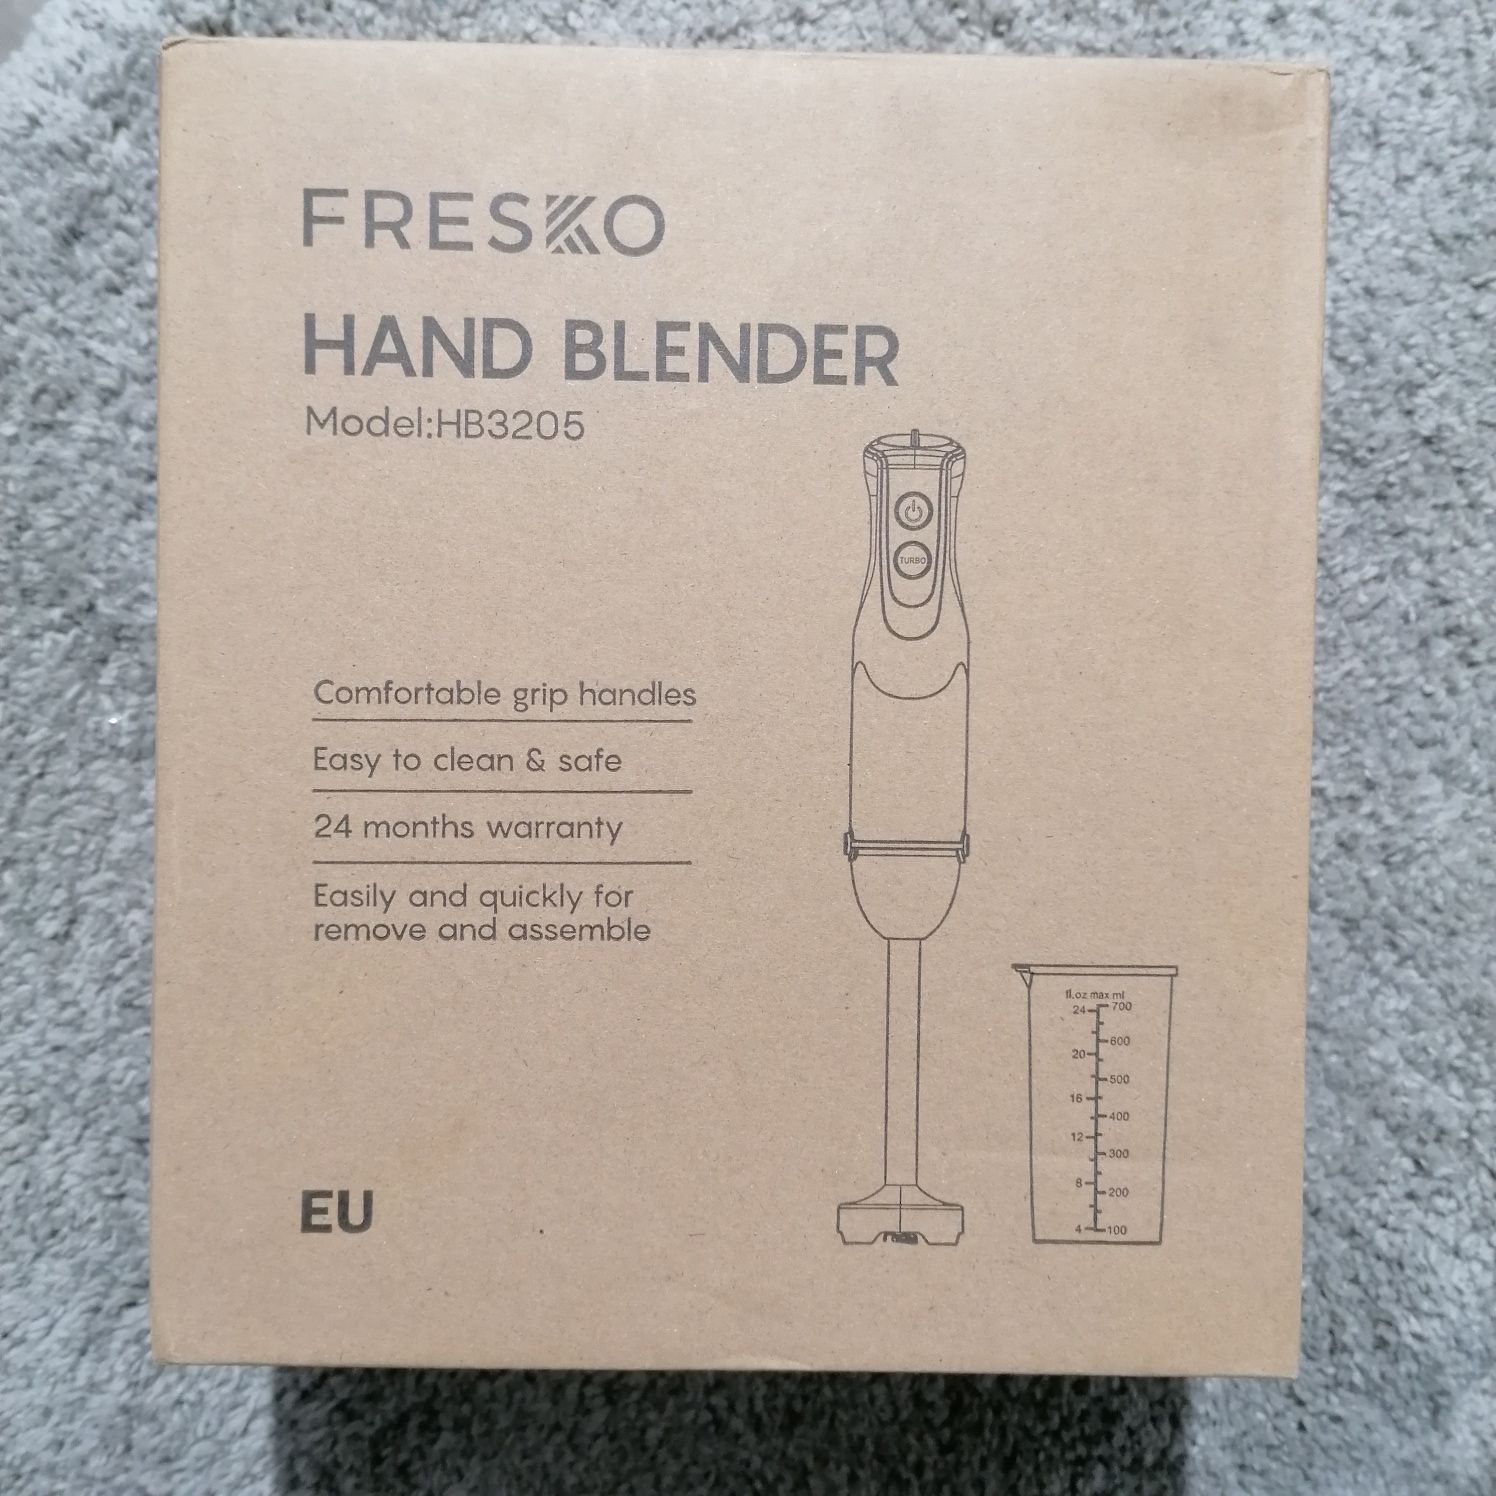 FRESKO
HAND BLENDER
Model:HB3205
TURBO
Comfortable grip handles
Easy to clean & safe
24 months warranty
Easily and quickly for
remove and assemble
fl.oz max ml
24 700
600
20
500
16
400
12
300
8
200
4 100
EU